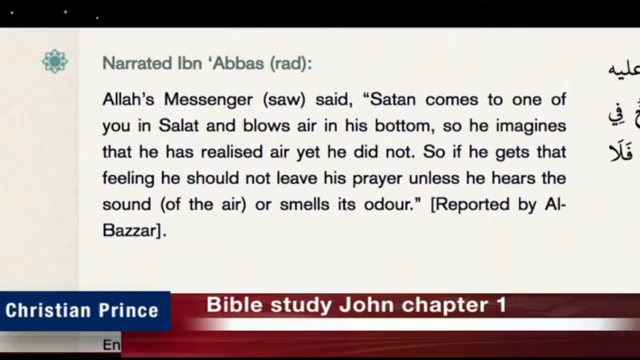 Narrated Ibn ‘Abbas (rad):
Allah’s Messenger (saw) said, “Satan comes to one of
you in Salat and blows air in his bottom, so he imagines
that he has realised air yet he did not. So if he gets that
feeling he should not leave his prayer unless he hears the
sound (of the air) or smells its odour.” [Reported by Al-
Bazzar].
عليه
في
فَلَا
Christian Prince
Bible study John chapter 1
En